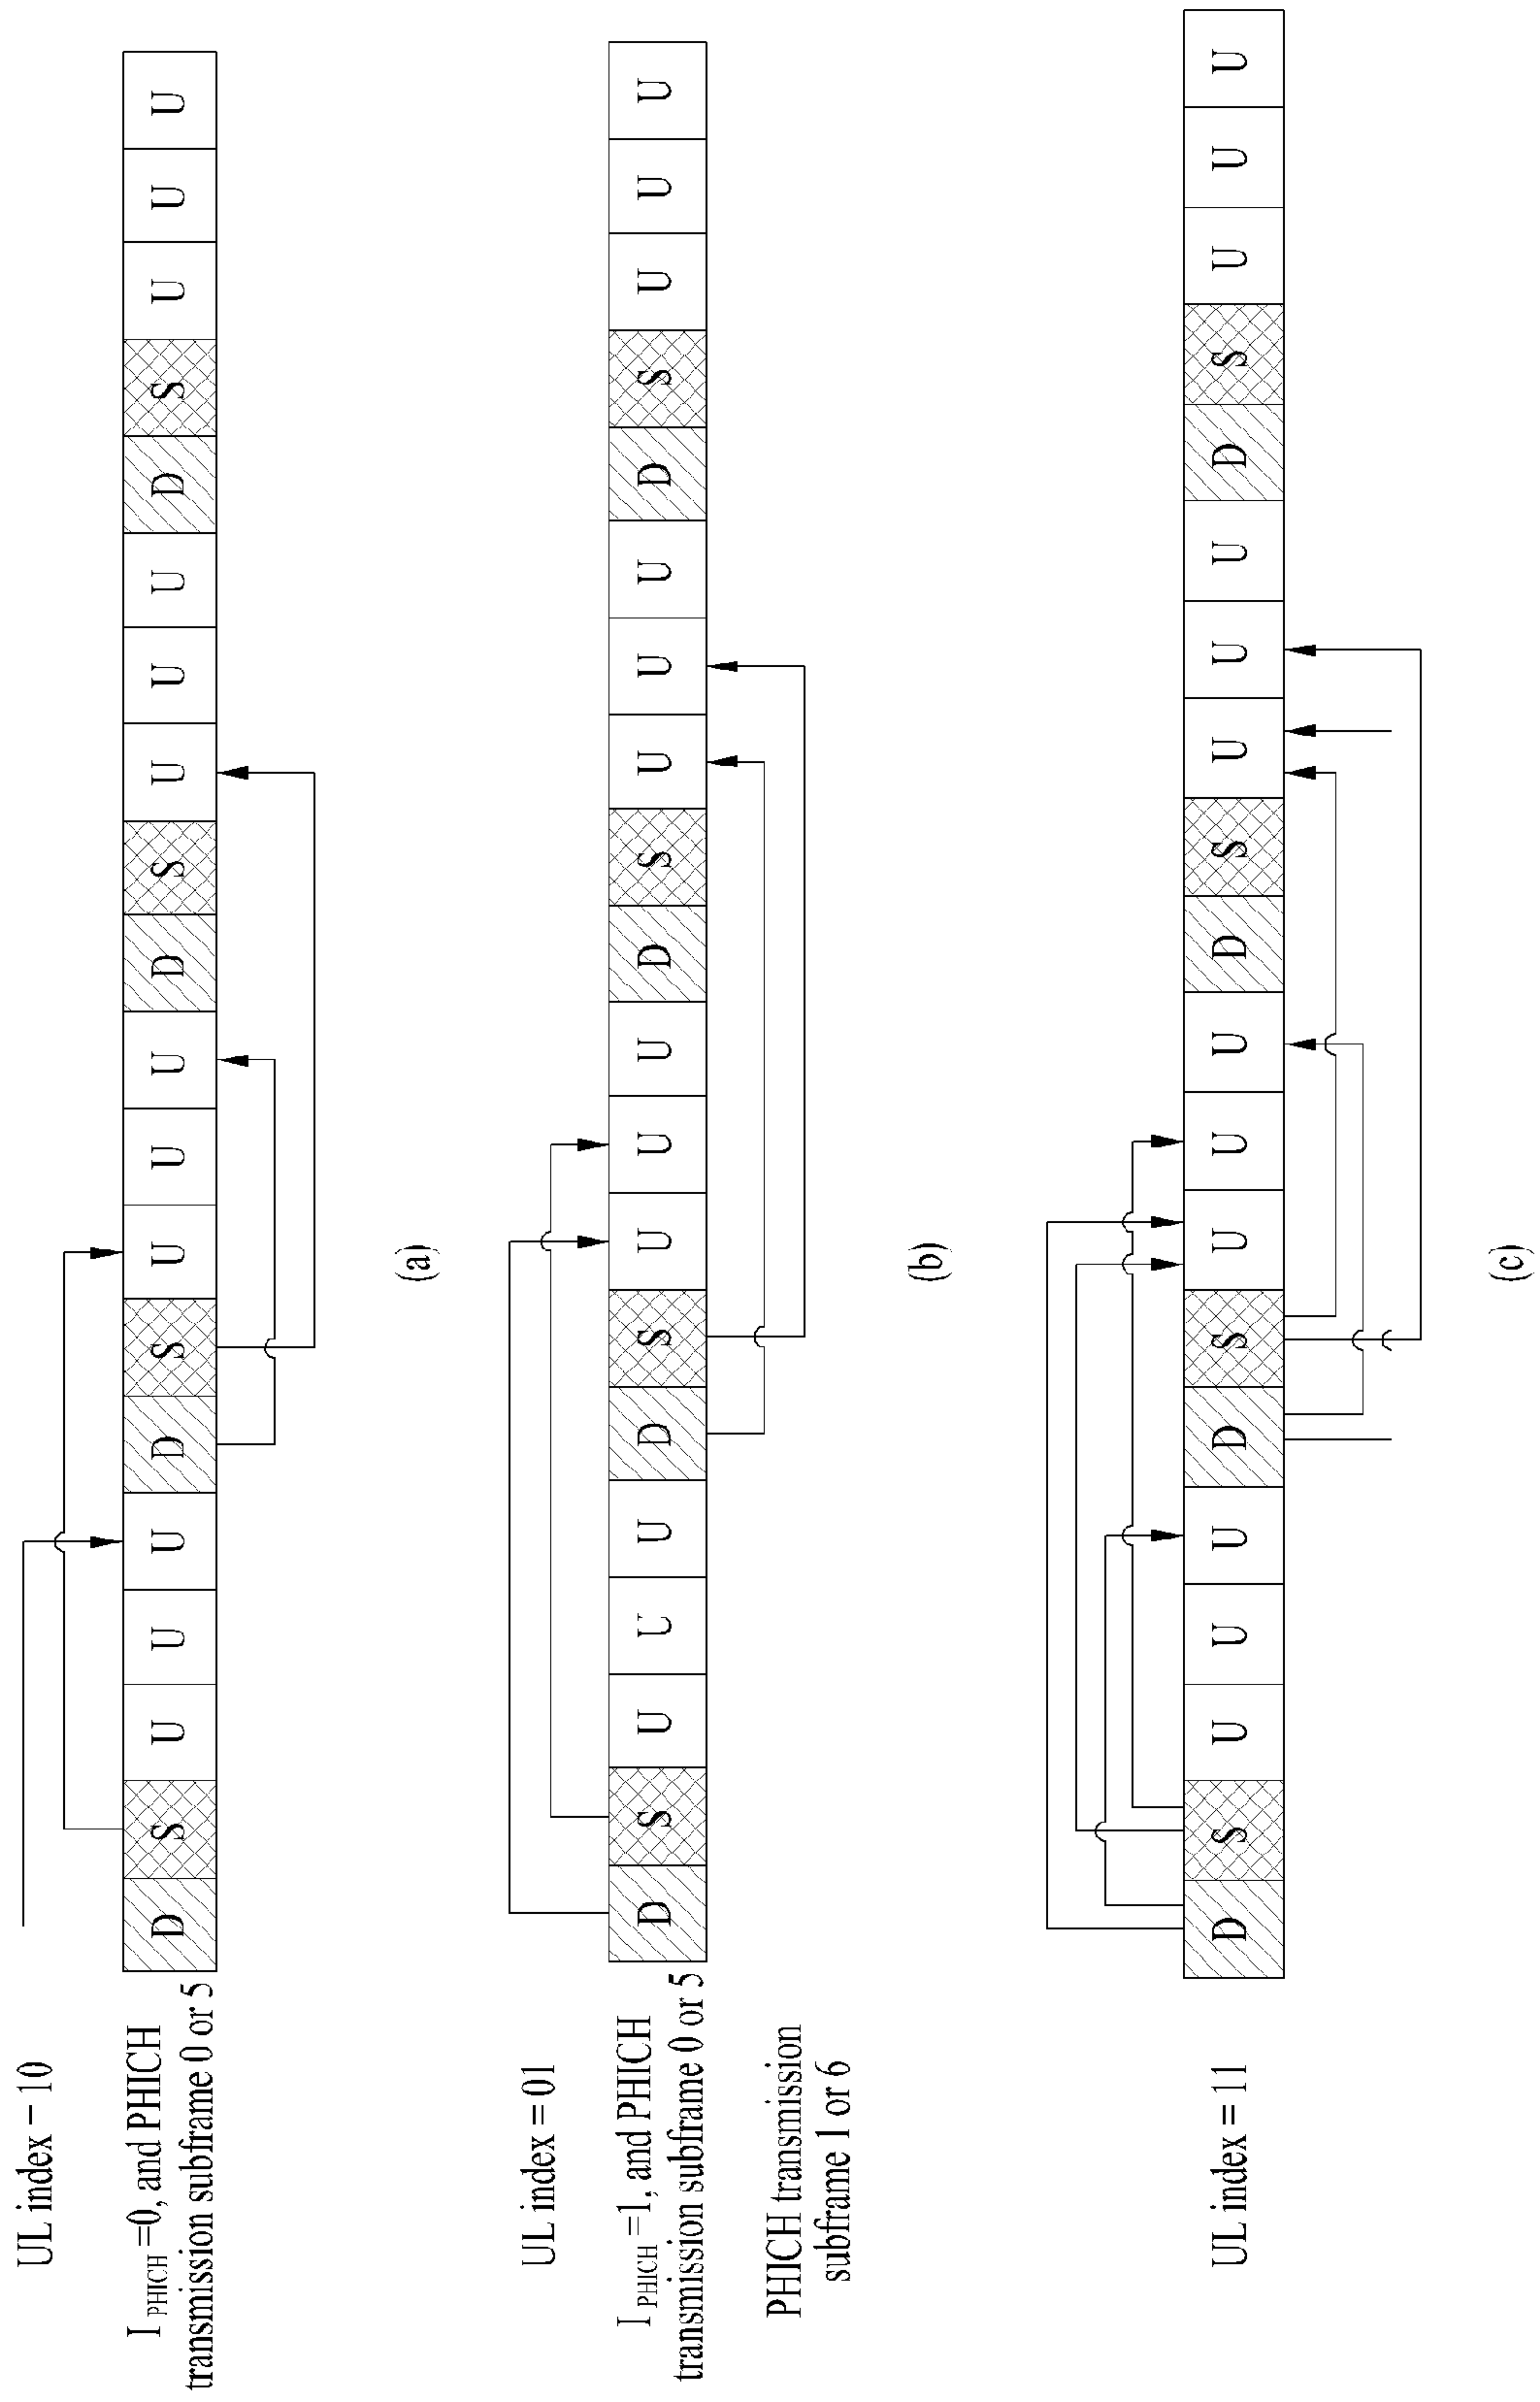 UL index – 10
I PHICH =0, and PHICH
transmission subframe 0 or 5
D S U U U D S U U U D S U U U D S U U U
(a)
UL index = 01
I PHICH =1, and PHICH
transmission subframe 0 or 5
D S U U U D S U U U D S U U U D S U U U
PHICH transmission
subframe 1 or 6
(b)
UL index = 11
D S U U U D S U U U D S U U U D S U U U
(c)